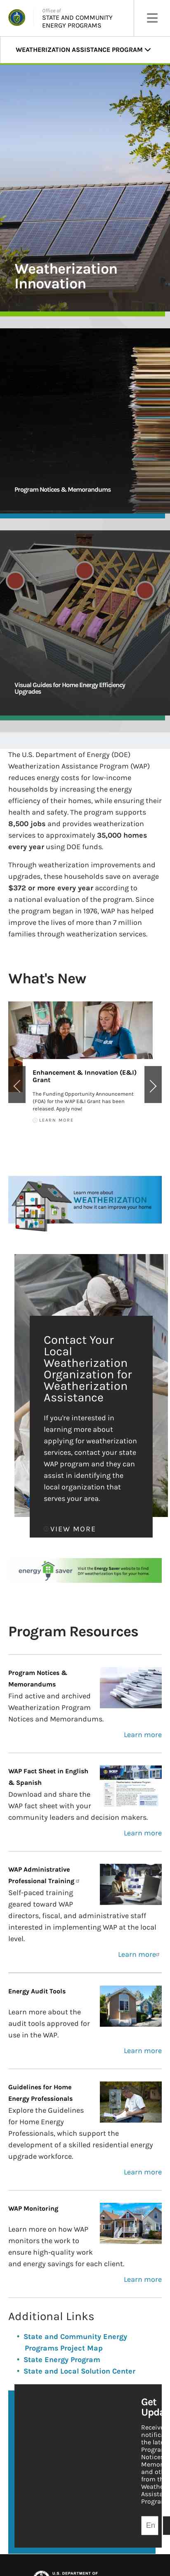 Office of
STATE AND COMMUNITY
ENERGY PROGRAMS
WEATHERIZATION ASSISTANCE PROGRAM
Weatherization
Innovation
Program Notices & Memorandums
Visual Guides for Home Energy Efficiency
Upgrades
The U.S. Department of Energy (DOE)
Weatherization Assistance Program (WAP)
reduces energy costs for low-income
households by increasing the energy
efficiency of their homes, while ensuring their
health and safety. The program supports
8,500 jobs and provides weatherization
services to approximately 35,000 homes
every year using DOE funds.
Through weatherization improvements and
upgrades, these households save on average
$372 or more every year according to
a national evaluation of the program. Since
the program began in 1976, WAP has helped
improve the lives of more than 7 million
families through weatherization services.
What's New
Enhancement & Innovation (E&I)
Grant
The Funding Opportunity Announcement
(FOA) for the WAP E&I Grant has been
released. Apply now!
LEARN MORE
Learn more about
WEATHERIZATION
and how it can improve your home
Contact Your
Local
Weatherization
Organization for
Weatherization
Assistance
If you're interested in
learning more about
applying for weatherization
services, contact your state
WAP program and they can
assist in identifying the
local organization that
serves your area.
VIEW MORE
energy saver
Visit the Energy Saver website to find
DIY weatherization tips for your home
Program Resources
Program Notices &
Memorandums
Find active and archived
Weatherization Program
Notices and Memorandums.
Learn more
WAP Fact Sheet in English
& Spanish
Download and share the
WAP fact sheet with your
community leaders and decision makers.
Learn more
WAP Administrative
Professional Training
Self-paced training
geared toward WAP
directors, fiscal, and administrative staff
interested in implementing WAP at the local
level.
Learn more
Energy Audit Tools
Learn more about the
audit tools approved for
use in the WAP.
Learn more
Guidelines for Home
Energy Professionals
Explore the Guidelines
for Home Energy
Professionals, which support the
development of a skilled residential energy
upgrade workforce.
Learn more
WAP Monitoring
Learn more on how WAP
monitors the work to
ensure high-quality work
and energy savings for each client.
Learn more
Additional Links
• State and Community Energy
Programs Project Map
• State Energy Program
• State and Local Solution Center
Get
Upda
Receive
notifica
the late
Program
Notices
Memor
and ot
from th
Weathe
Assista
Program
En
U.S. DEPARTMENT OF